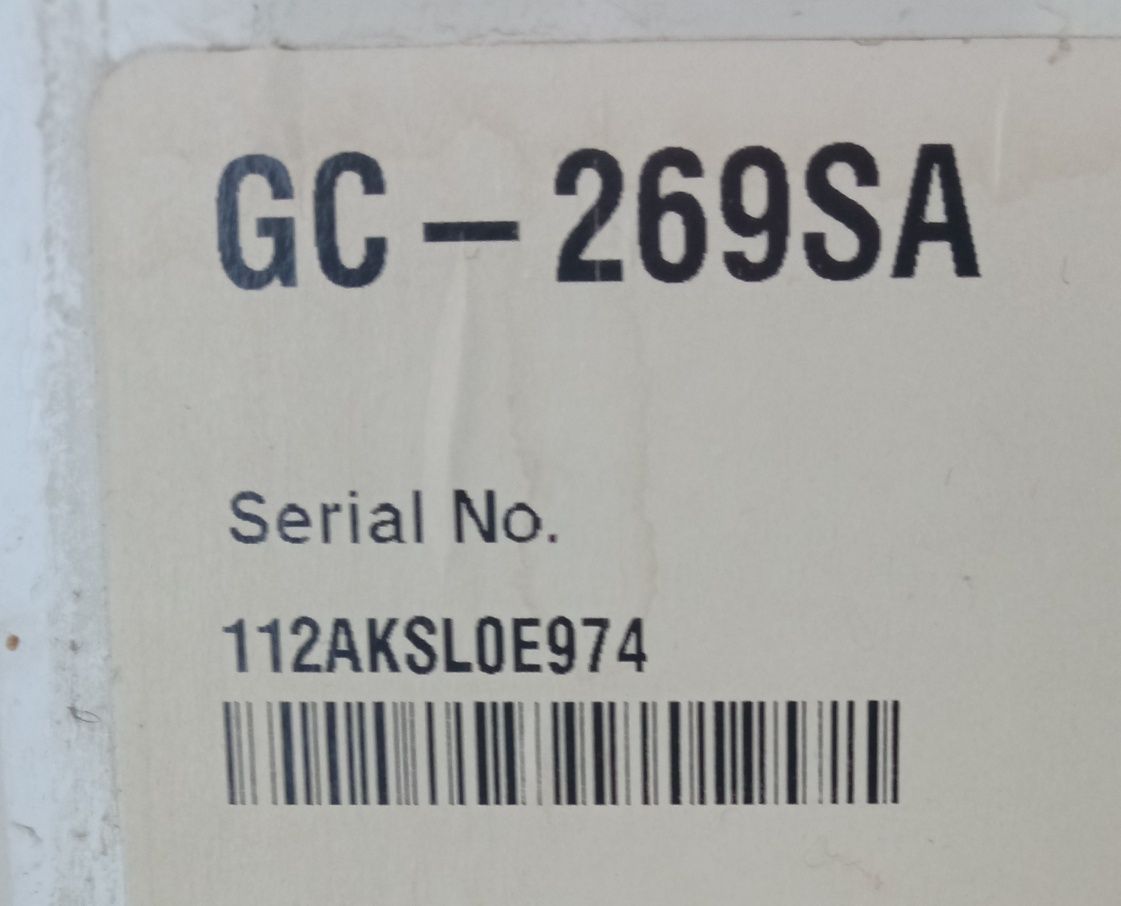 GC-269SA
Serial No.
112AKSL0E974